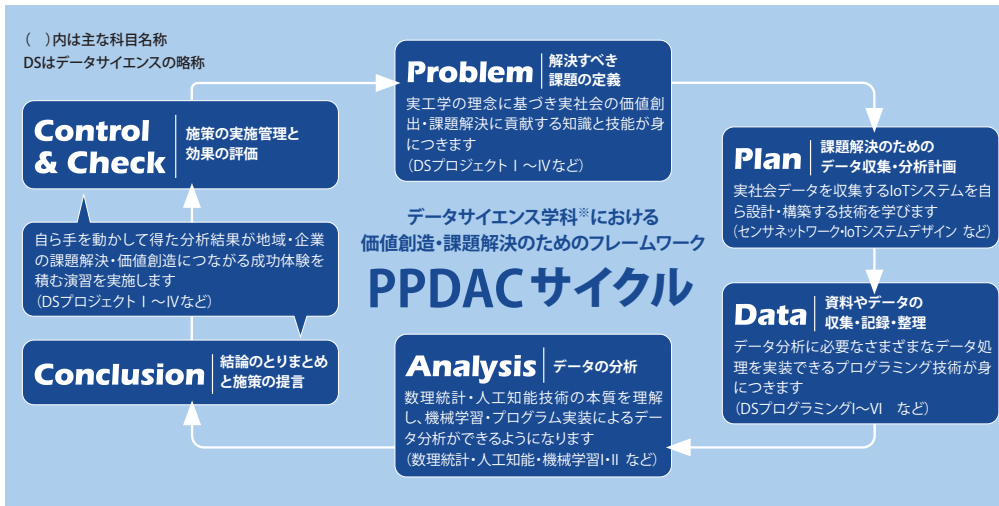 （　）内は主な科目名称
DSはデータサイエンスの略称
Problem
解決すべき
課題の定義
実工学の理念に基づき実社会の価値創
出・課題解決に貢献する知識と技能が身
につきます
（DSプロジェクトⅠ～Ⅳなど）
Plan
課題解決のための
データ収集・分析計画
実社会データを収集するIoTシステムを自
ら設計・構築する技術を学びます
（センサネットワーク・IoTシステムデザイン など）
Data
資料やデータの
収集・記録・整理
データ分析に必要なさまざまなデータ処
理を実装できるプログラミング技術が身
につきます
（DSプログラミングI～VI　など）
Analysis
データの分析
数理統計・人工知能技術の本質を理解
し、機械学習・プログラム実装によるデー
タ分析ができるようになります
（数理統計・人工知能・機械学習I・II など）
Conclusion
結論のとりまとめ
と施策の提言
自ら手を動かして得た分析結果が地域・企業
の課題解決・価値創造につながる成功体験を
積む演習を実施します
（DSプロジェクトⅠ～Ⅳなど）
Control
& Check
施策の実施管理と
効果の評価
データサイエンス学科※における
価値創造・課題解決のためのフレームワーク
PPDACサイクル